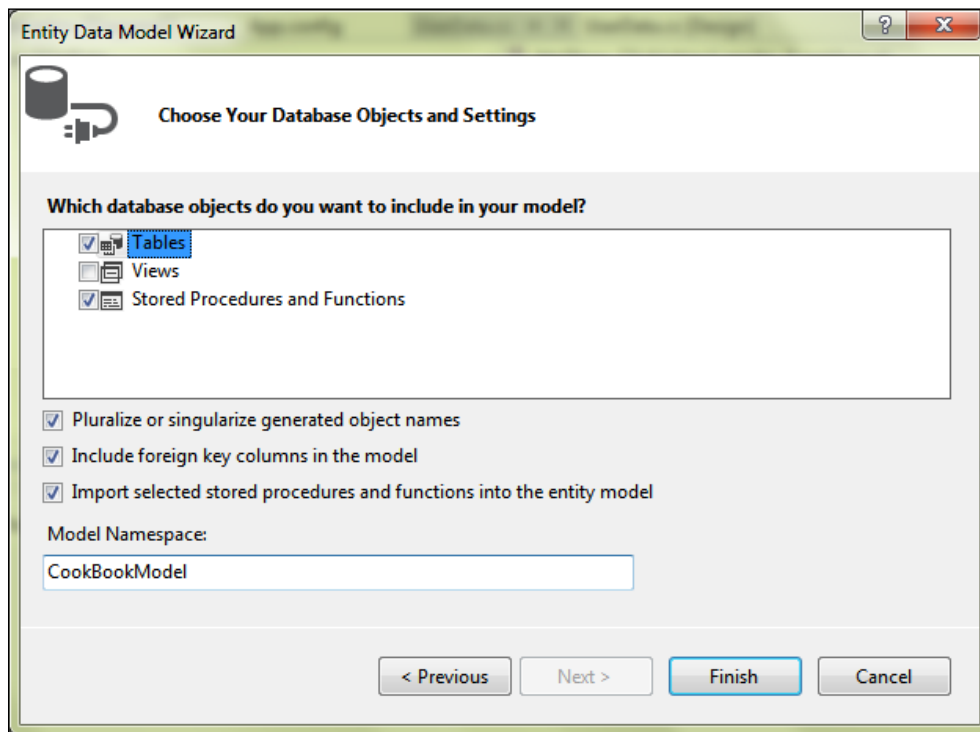 Entity Data Model Wizard
Choose Your Database Objects and Settings
Which database objects do you want to include in your model?
Tables
Views
Stored Procedures and Functions
Pluralize or singularize generated object names
Include foreign key columns in the model
Import selected stored procedures and functions into the entity model
Model Namespace:
CookBookModel
< Previous
Next >
Finish
Cancel